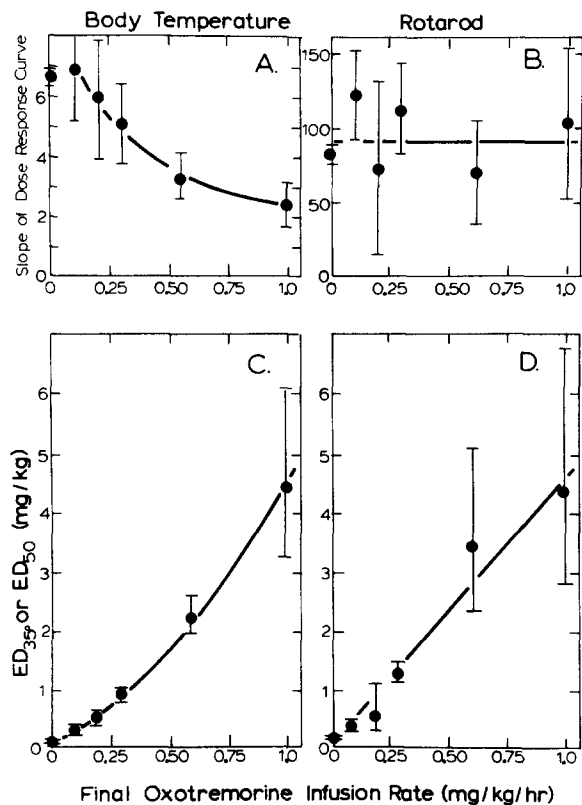 Body Temperature
Rotarod
Slope of Dose Response Curve
A.
6
4
2
0
0 0.25 0.50 0.75 1.0
B.
150
100
50
0
0 0.25 0.50 0.75 1.0
ED35° or ED50 (mg/kg)
C.
6
5
4
3
2
1
0
0 0.25 0.50 0.75 1.0
D.
6
5
4
3
2
1
0
0 0.25 0.50 0.75 1.0
Final Oxotremorine Infusion Rate (mg/kg/hr)